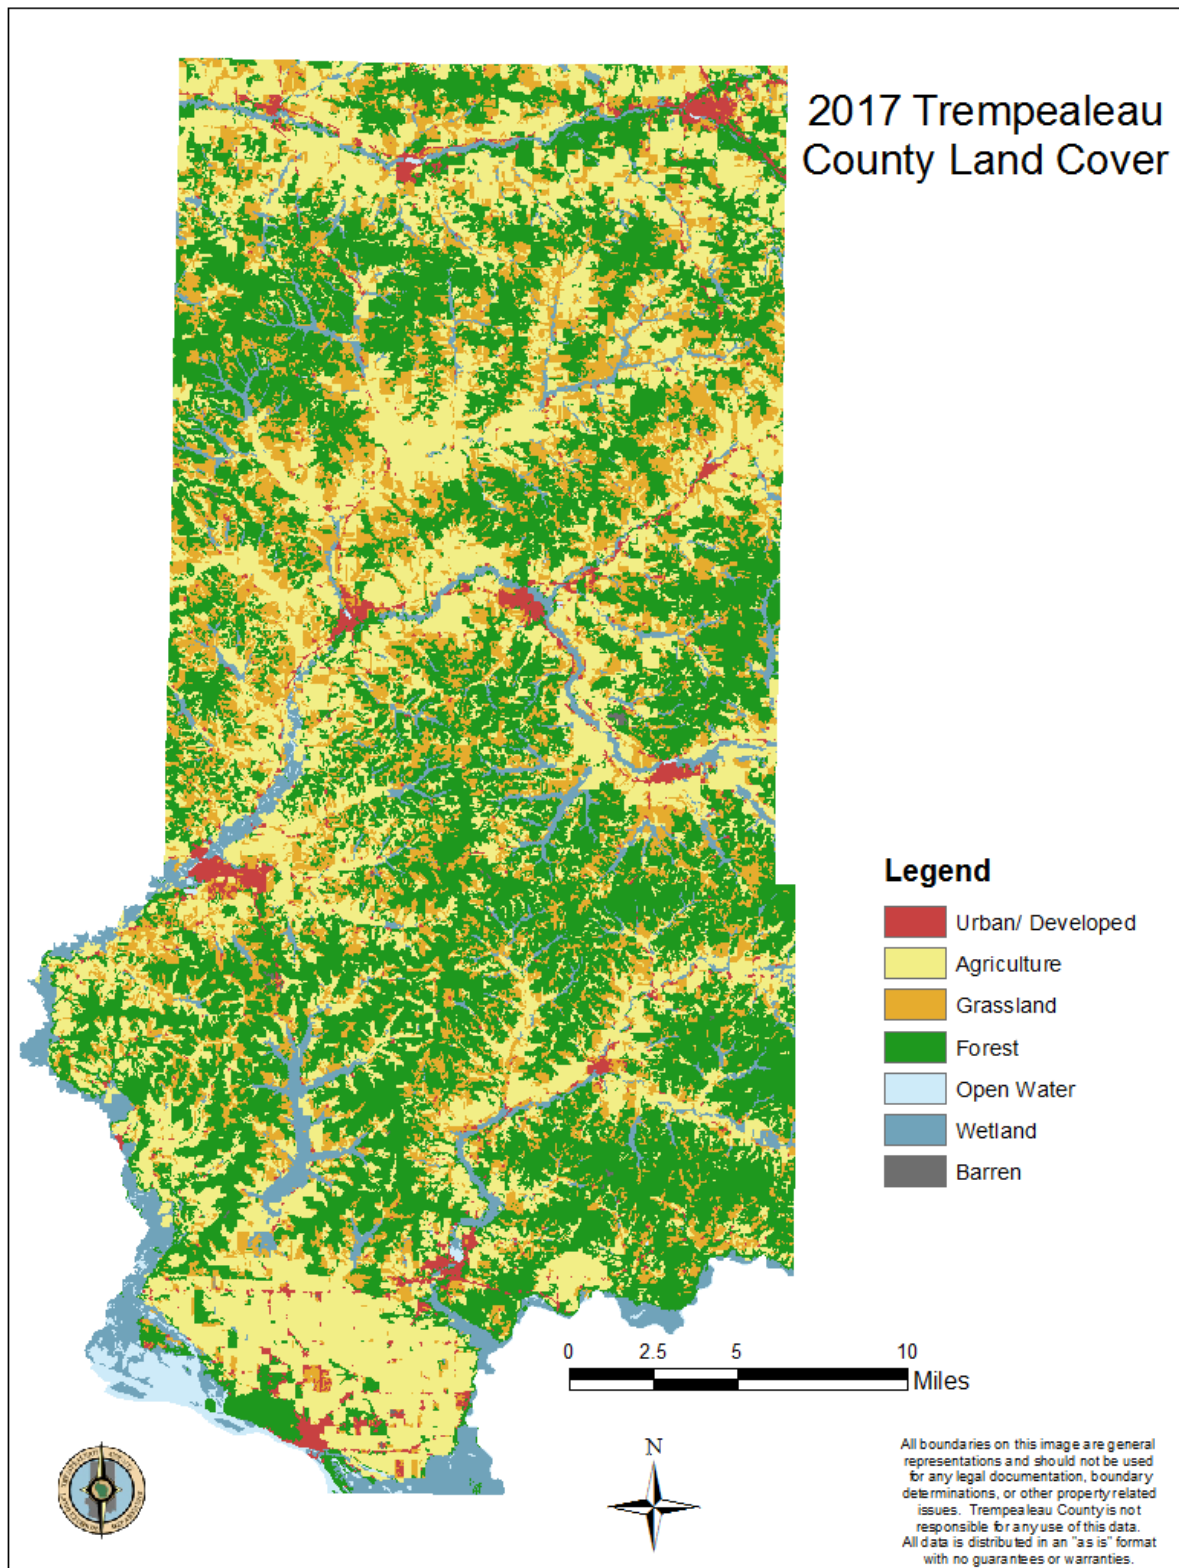 2017 Trempealeau
County Land Cover
Legend
Urban/ Developed
Agriculture
Grassland
Forest
Open Water
Wetland
Barren
0 2.5 5 10
Miles
N
All boundaries on this image are general
representations and should not be used
for any legal documentation, boundary
determinations, or other property related
issues. Trempealeau County is not
responsible for any use of this data.
All data is distributed in an "as is" format
with no guarantees or warranties.